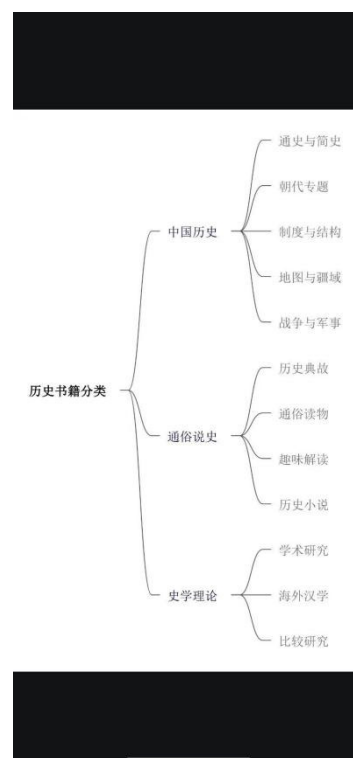 历史书籍分类
中国历史
通史与简史
朝代专题
制度与结构
地图与疆域
战争与军事
通俗说史
历史典故
通俗读物
趣味解读
历史小说
史学理论
学术研究
海外汉学
比较研究